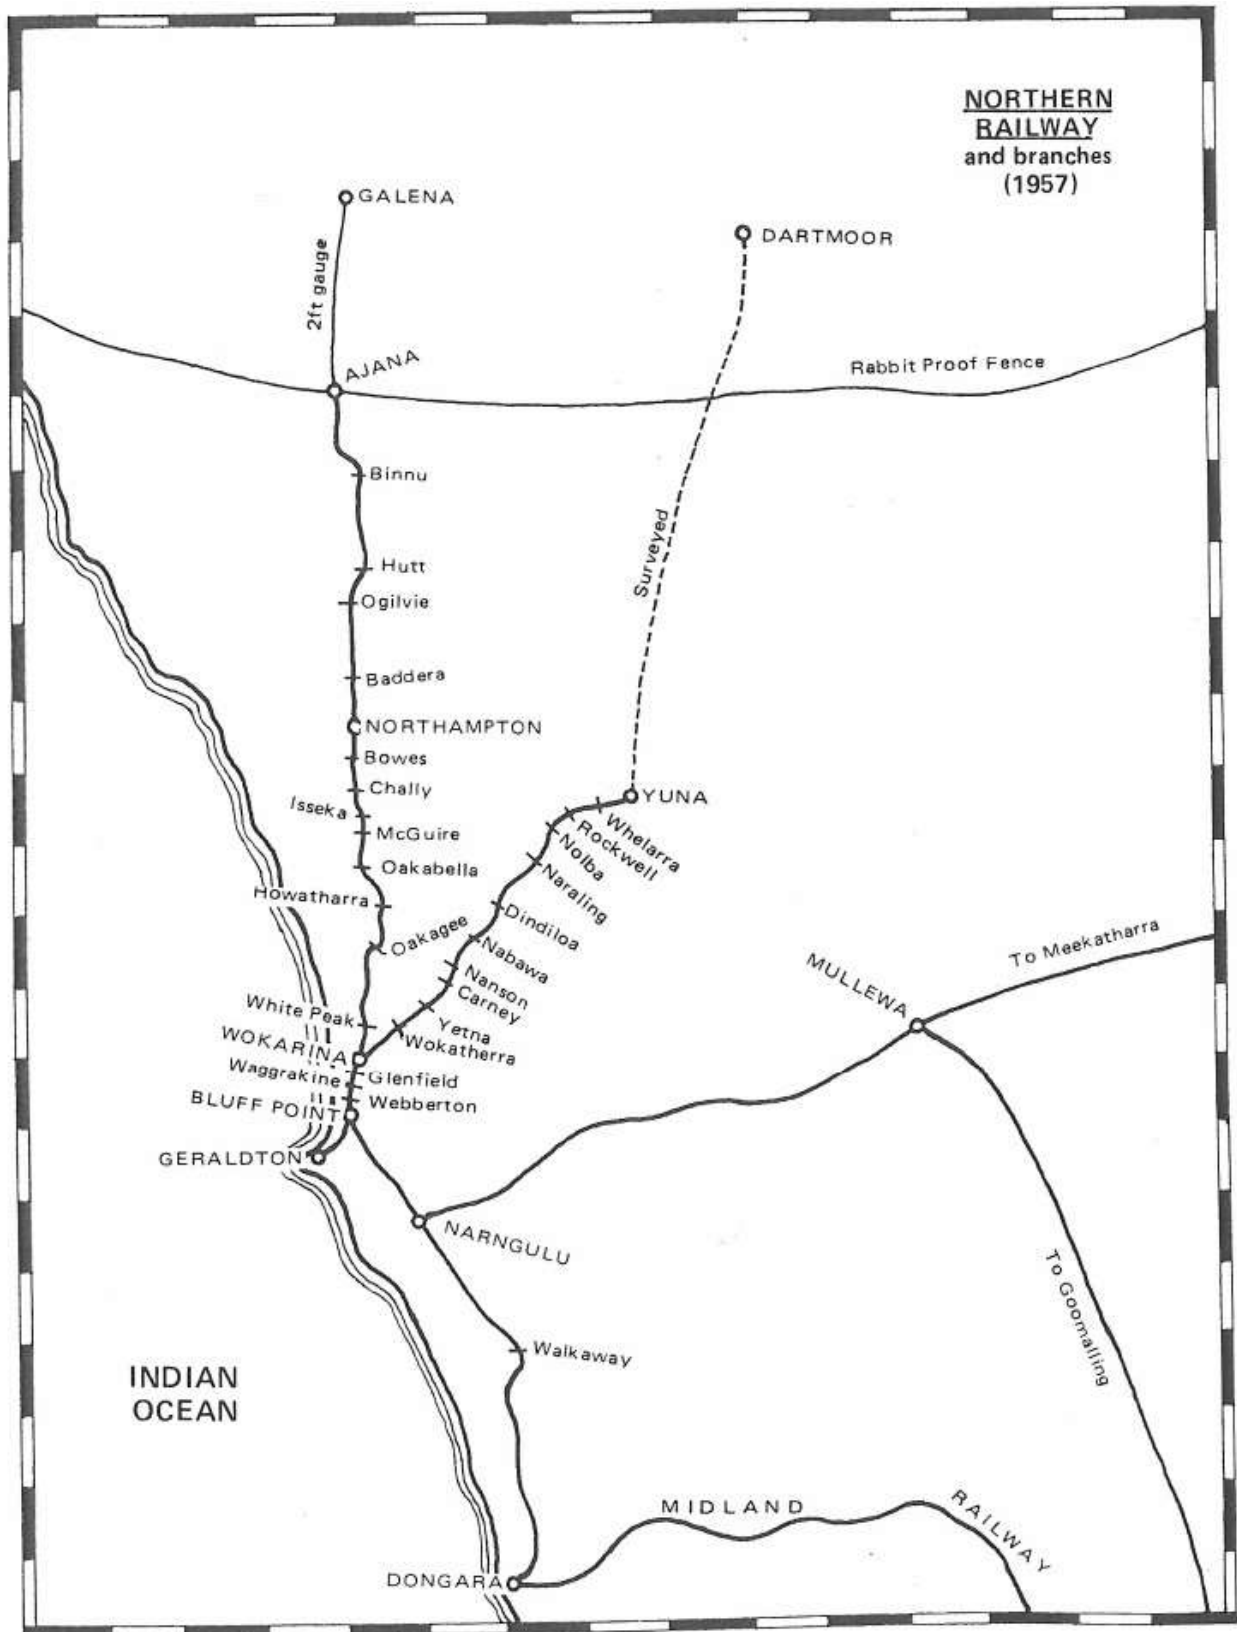 NORTHERN
RAILWAY
and branches
(1957)
GALENA
DARTMOOR
2ft gauge
AJANA
Rabbit Proof Fence
Binnu
Surveyed
Hutt
Ogilvie
Baddera
NORTHAMPTON
Bowes
Chally
YUNA
Isseka
Whelarra
McGuire
Rockwell
Nolba
Oakabella
Naraling
Howatharra
Dindiloa
Oakagee
Nabawa
To Meekatharra
MULLEWA
Nanson
Carney
White Peak
Yetna
WOKARINA
Wokatherra
Waggrakine
Glenfield
BLUFF POINT
Webberton
GERALDTON
NARNGULU
To Goomalling
Walkaway
INDIAN
OCEAN
MIDLAND
RAILWAY
DONGARA